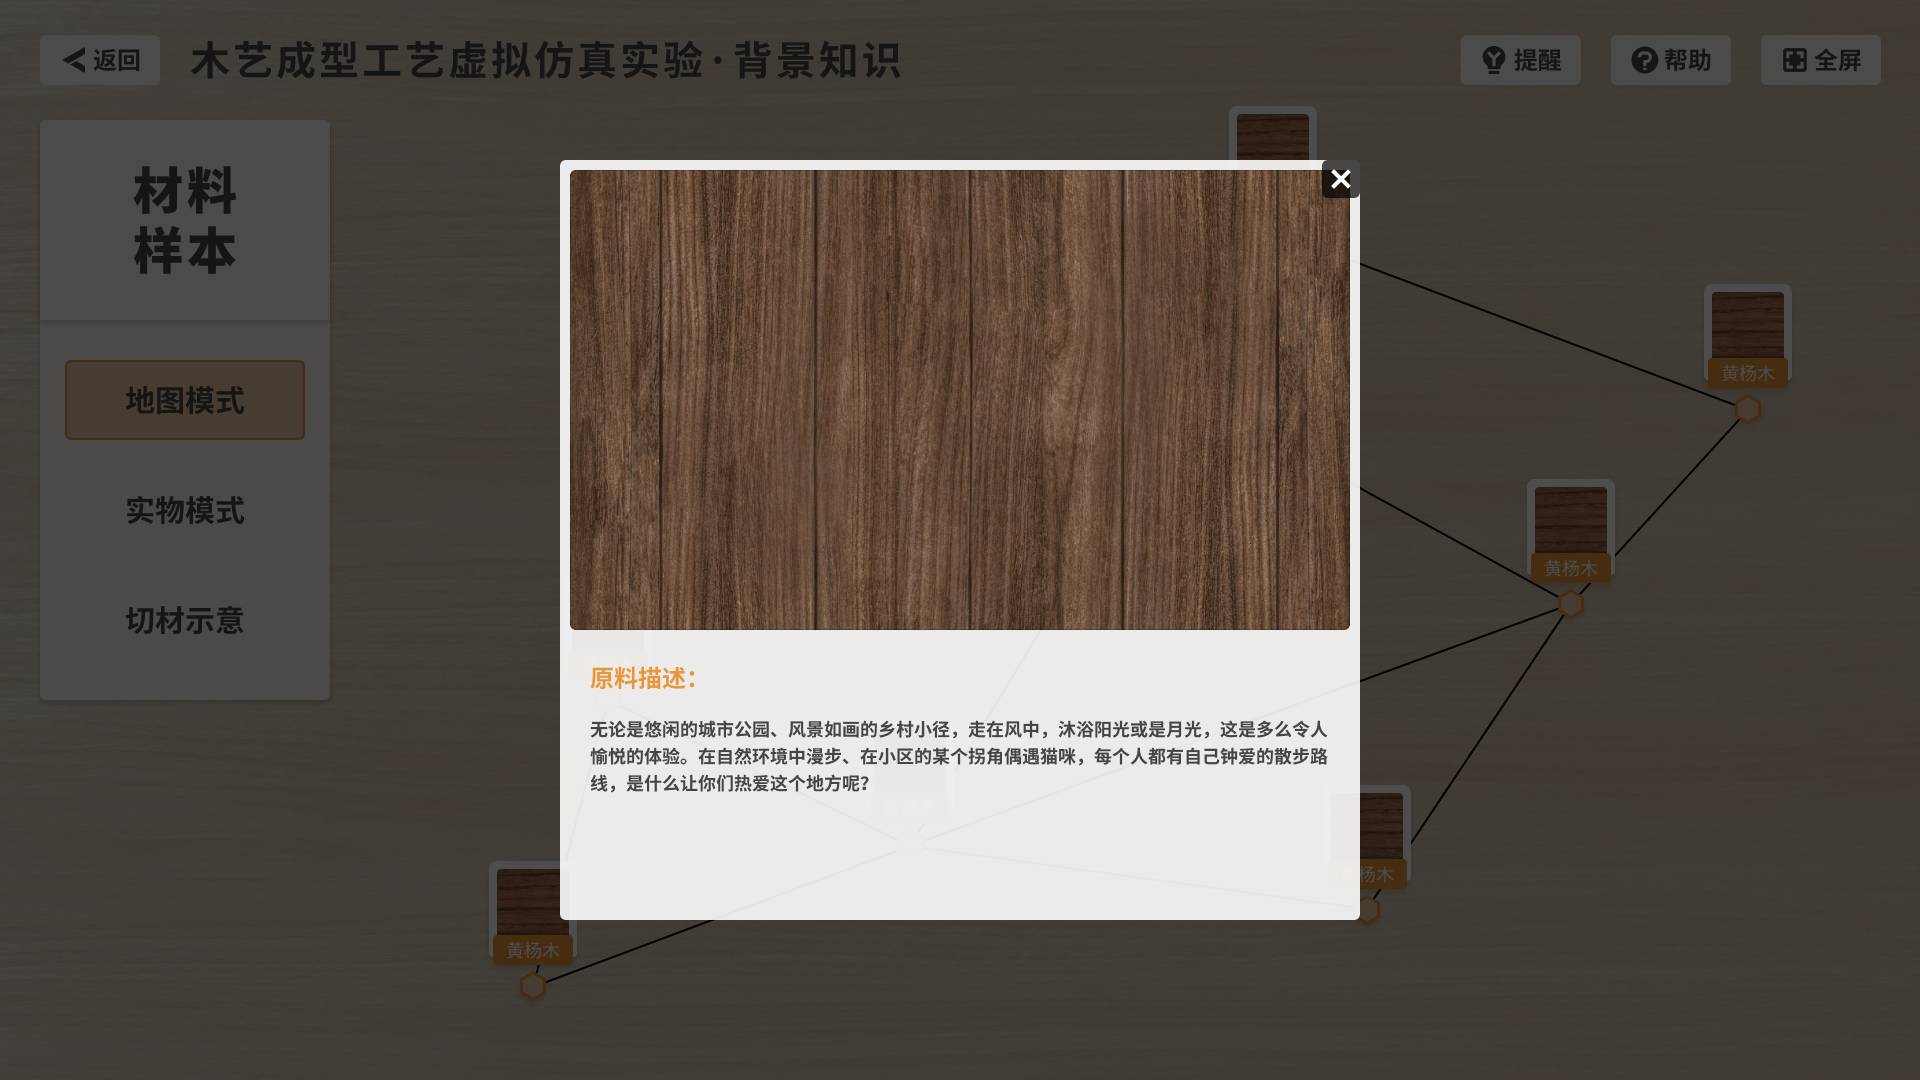 返回
木艺成型工艺虚拟仿真实验·背景知识
提醒
帮助
全屏
材料
样本
地图模式
实物模式
切材示意
黄杨木
黄杨木
原料描述：
无论是悠闲的城市公园、风景如画的乡村小径，走在风中，沐浴阳光或是月光，这是多么令人
愉悦的体验。在自然环境中漫步、在小区的某个拐角偶遇猫咪，每个人都有自己钟爱的散步路
线，是什么让你们热爱这个地方呢？
杨木
黄杨木